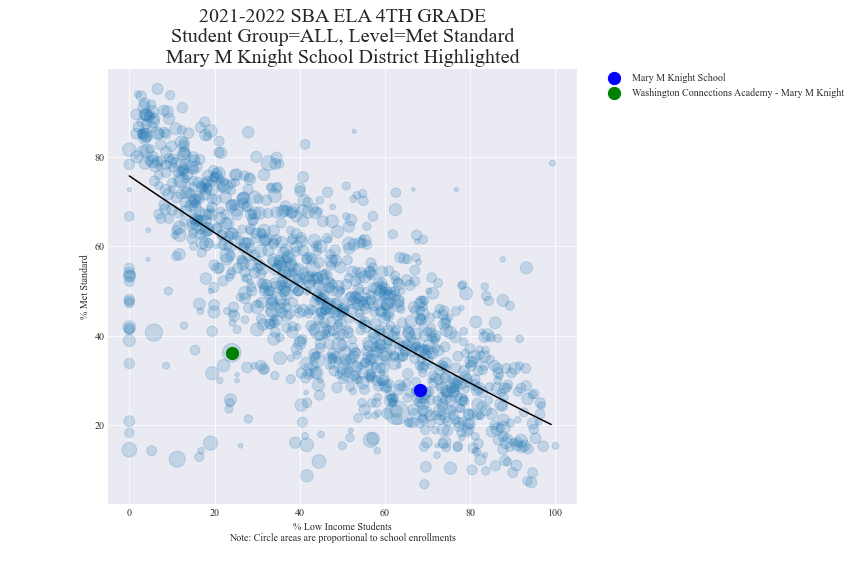 2021-2022 SBA ELA 4TH GRADE
Student Group=ALL, Level=Met Standard
Mary M Knight School District Highlighted
Mary M Knight School
Washington Connections Academy - Mary M Knight
% Met Standard
80
60
40
20
0 20 40 60 80 100
% Low Income Students
Note: Circle areas are proportional to school enrollments